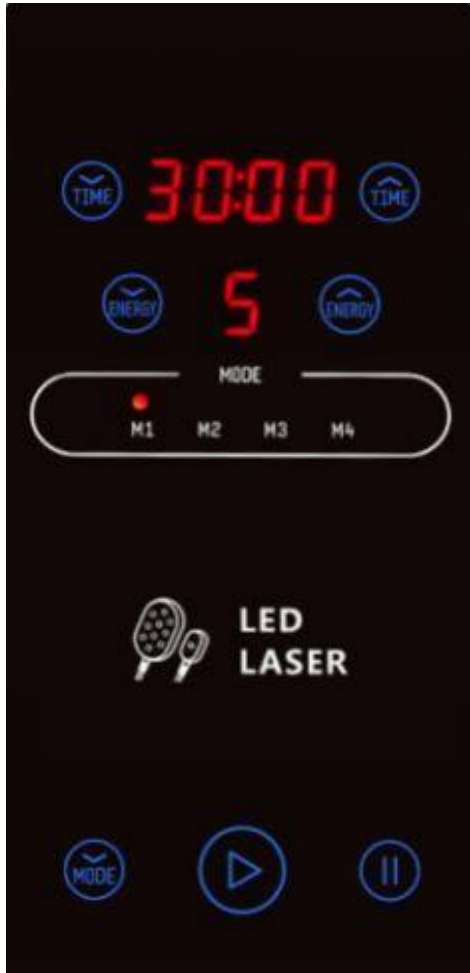 TIME 30:00 TIME
ENERGY 5 ENERGY
MODE
M1 M2 M3 M4
LED
LASER
MODE